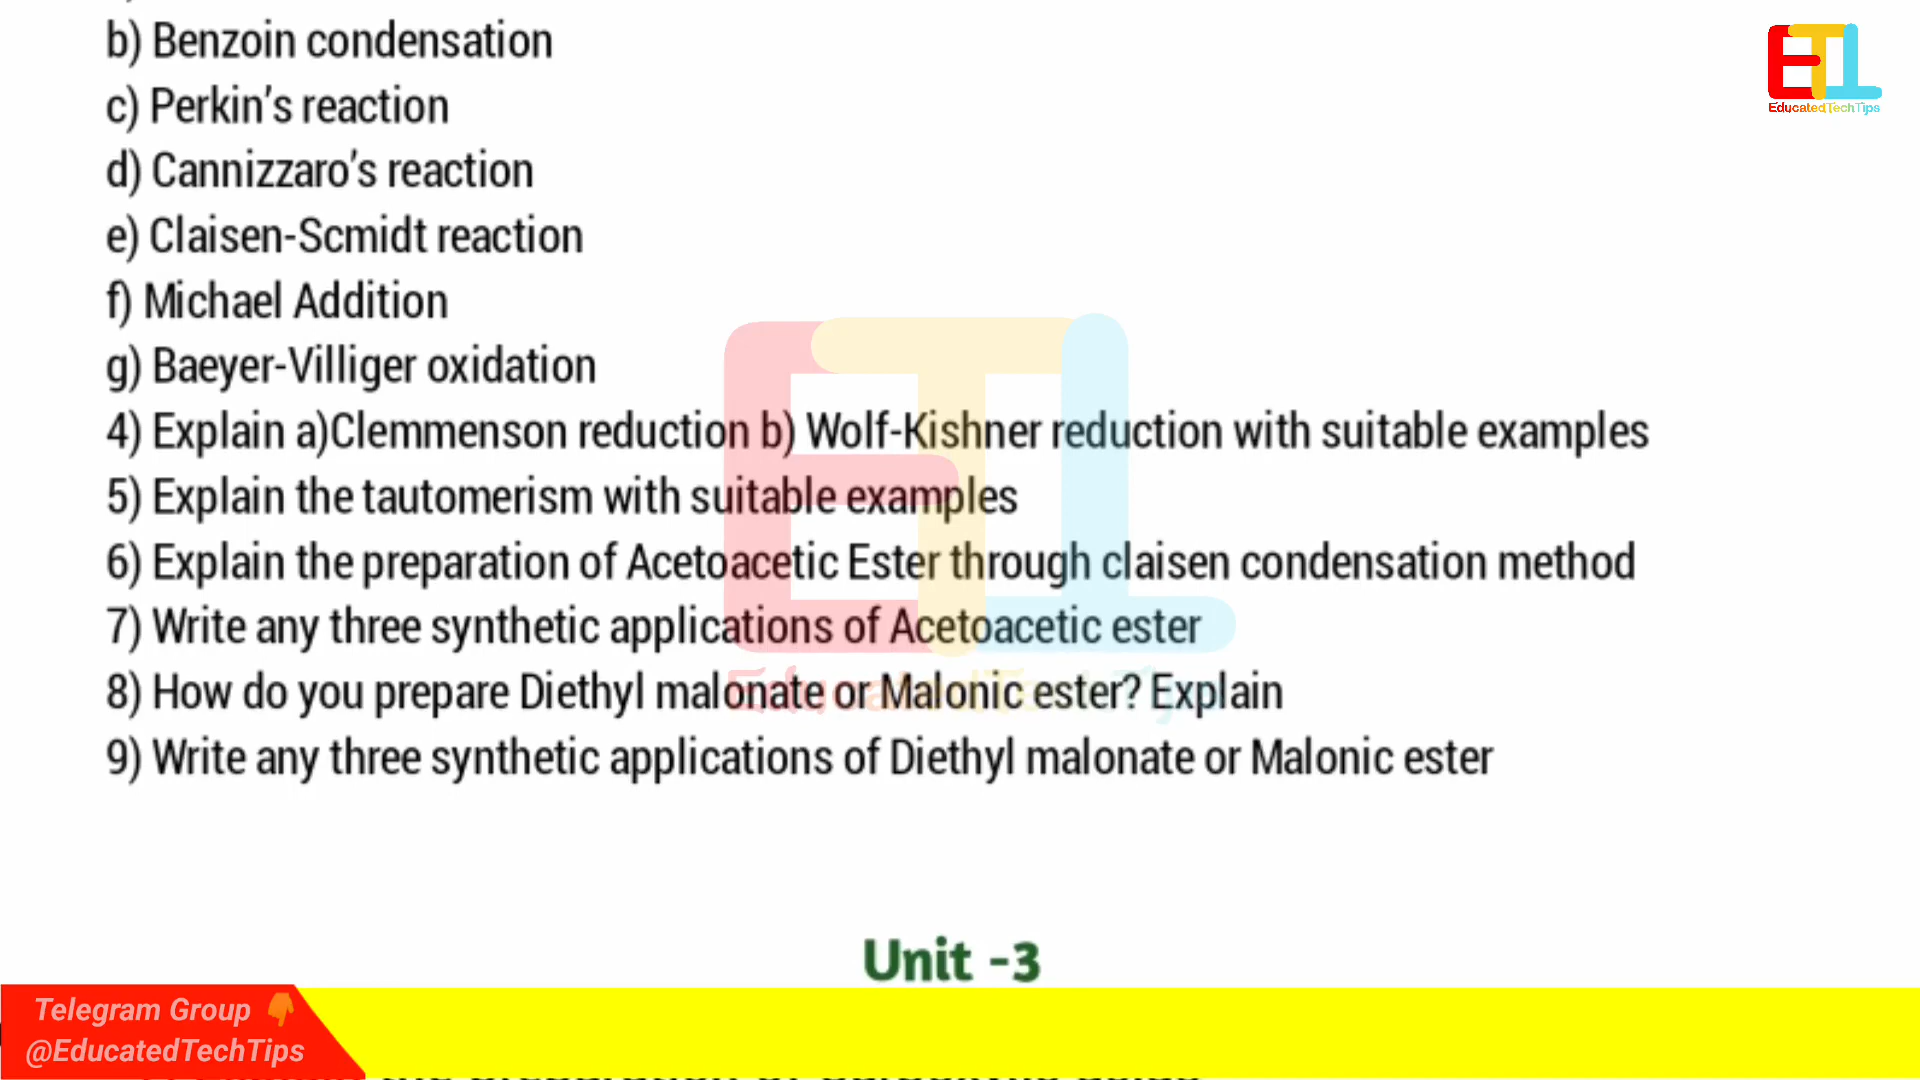 b) Benzoin condensation
c) Perkin's reaction
d) Cannizzaro's reaction
e) Claisen-Scmidt reaction
f) Michael Addition
g) Baeyer-Villiger oxidation
4) Explain a)Clemmenson reduction b) Wolf-Kishner reduction with suitable examples
5) Explain the tautomerism with suitable examples
6) Explain the preparation of Acetoacetic Ester through claisen condensation method
7) Write any three synthetic applications of Acetoacetic ester
8) How do you prepare Diethyl malonate or Malonic ester? Explain
9) Write any three synthetic applications of Diethyl malonate or Malonic ester
Unit -3
Telegram Group
@EducatedTechTips
ETT
EducatedTechTips
EducatedTechTips